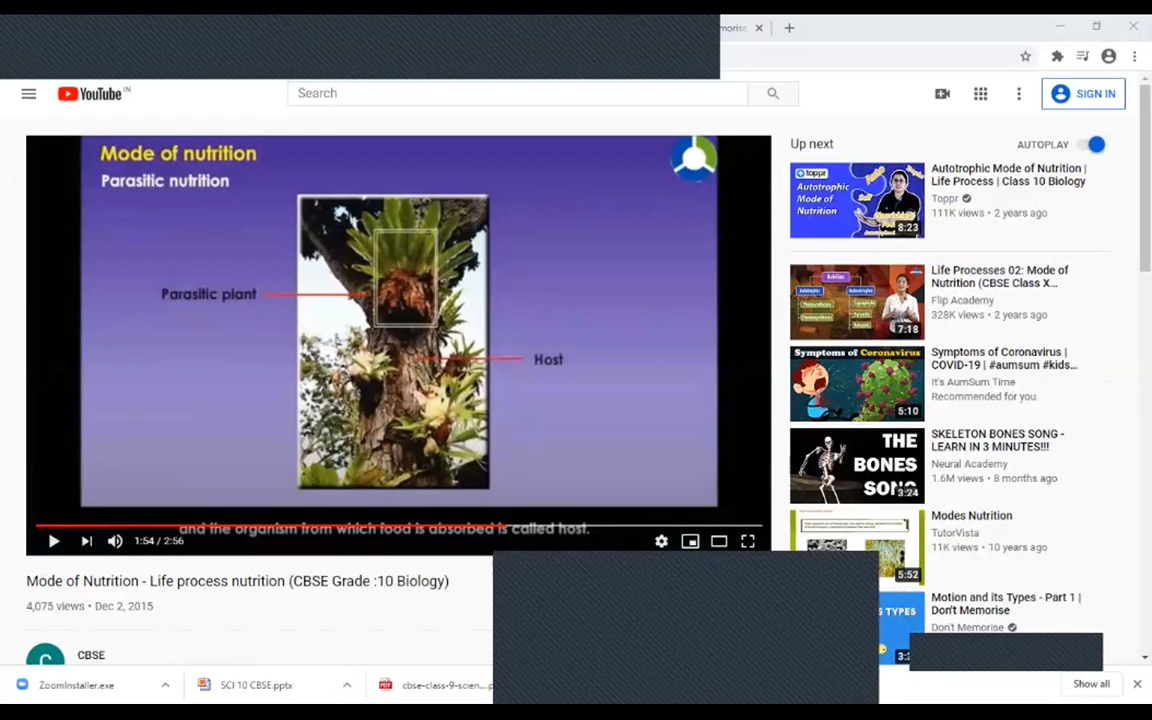 morise
YouTube IN
Search
SIGN IN
Mode of nutrition
Parasitic nutrition
Parasitic plant
Host
and the organism from which food is absorbed is called host.
1:54 / 2:56
Mode of Nutrition - Life process nutrition (CBSE Grade :10 Biology)
4,075 views • Dec 2, 2015
C
CBSE
Up next
AUTOPLAY
toppr
Autotrophic
Mode of
Nutrition
8:23
Autotrophic Mode of Nutrition |
Life Process | Class 10 Biology
Toppr
111K views • 2 years ago
7:18
Life Processes 02: Mode of
Nutrition (CBSE Class X...
Flip Academy
328K views • 2 years ago
Symptoms of Coronavirus
5:10
Symptoms of Coronavirus |
COVID-19 | #aumsum #kids...
It's AumSum Time
Recommended for you
THE
BONES
SON
3:24
SKELETON BONES SONG -
LEARN IN 3 MINUTES!!!
Neural Academy
1.6M views • 8 months ago
5:52
Modes Nutrition
TutorVista
11K views • 10 years ago
S TYPES
3:
Motion and its Types - Part 1 |
Don't Memorise
Don't Memorise
ZoomInstaller.exe
SCI 10 CBSE.pptx
cbse-class-9-scien....p
Show all